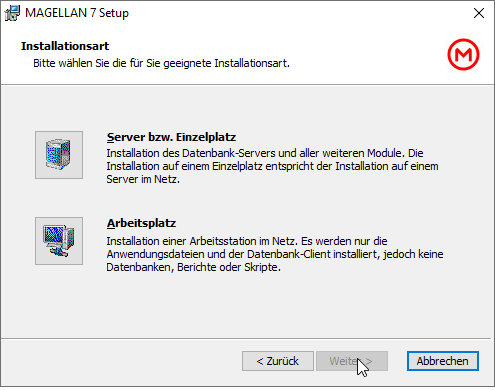 MAGELLAN 7 Setup
Installationsart
Bitte wählen Sie die für Sie geeignete Installationsart.
M
Server bzw. Einzelplatz
Installation des Datenbank-Servers und aller weiteren Module. Die
Installation auf einem Einzelplatz entspricht der Installation auf einem
Server im Netz.
Arbeitsplatz
Installation einer Arbeitsstation im Netz. Es werden nur die
Anwendungsdateien und der Datenbank-Client installiert, jedoch keine
Datenbanken, Berichte oder Skripte.
< Zurück Weiter > Abbrechen